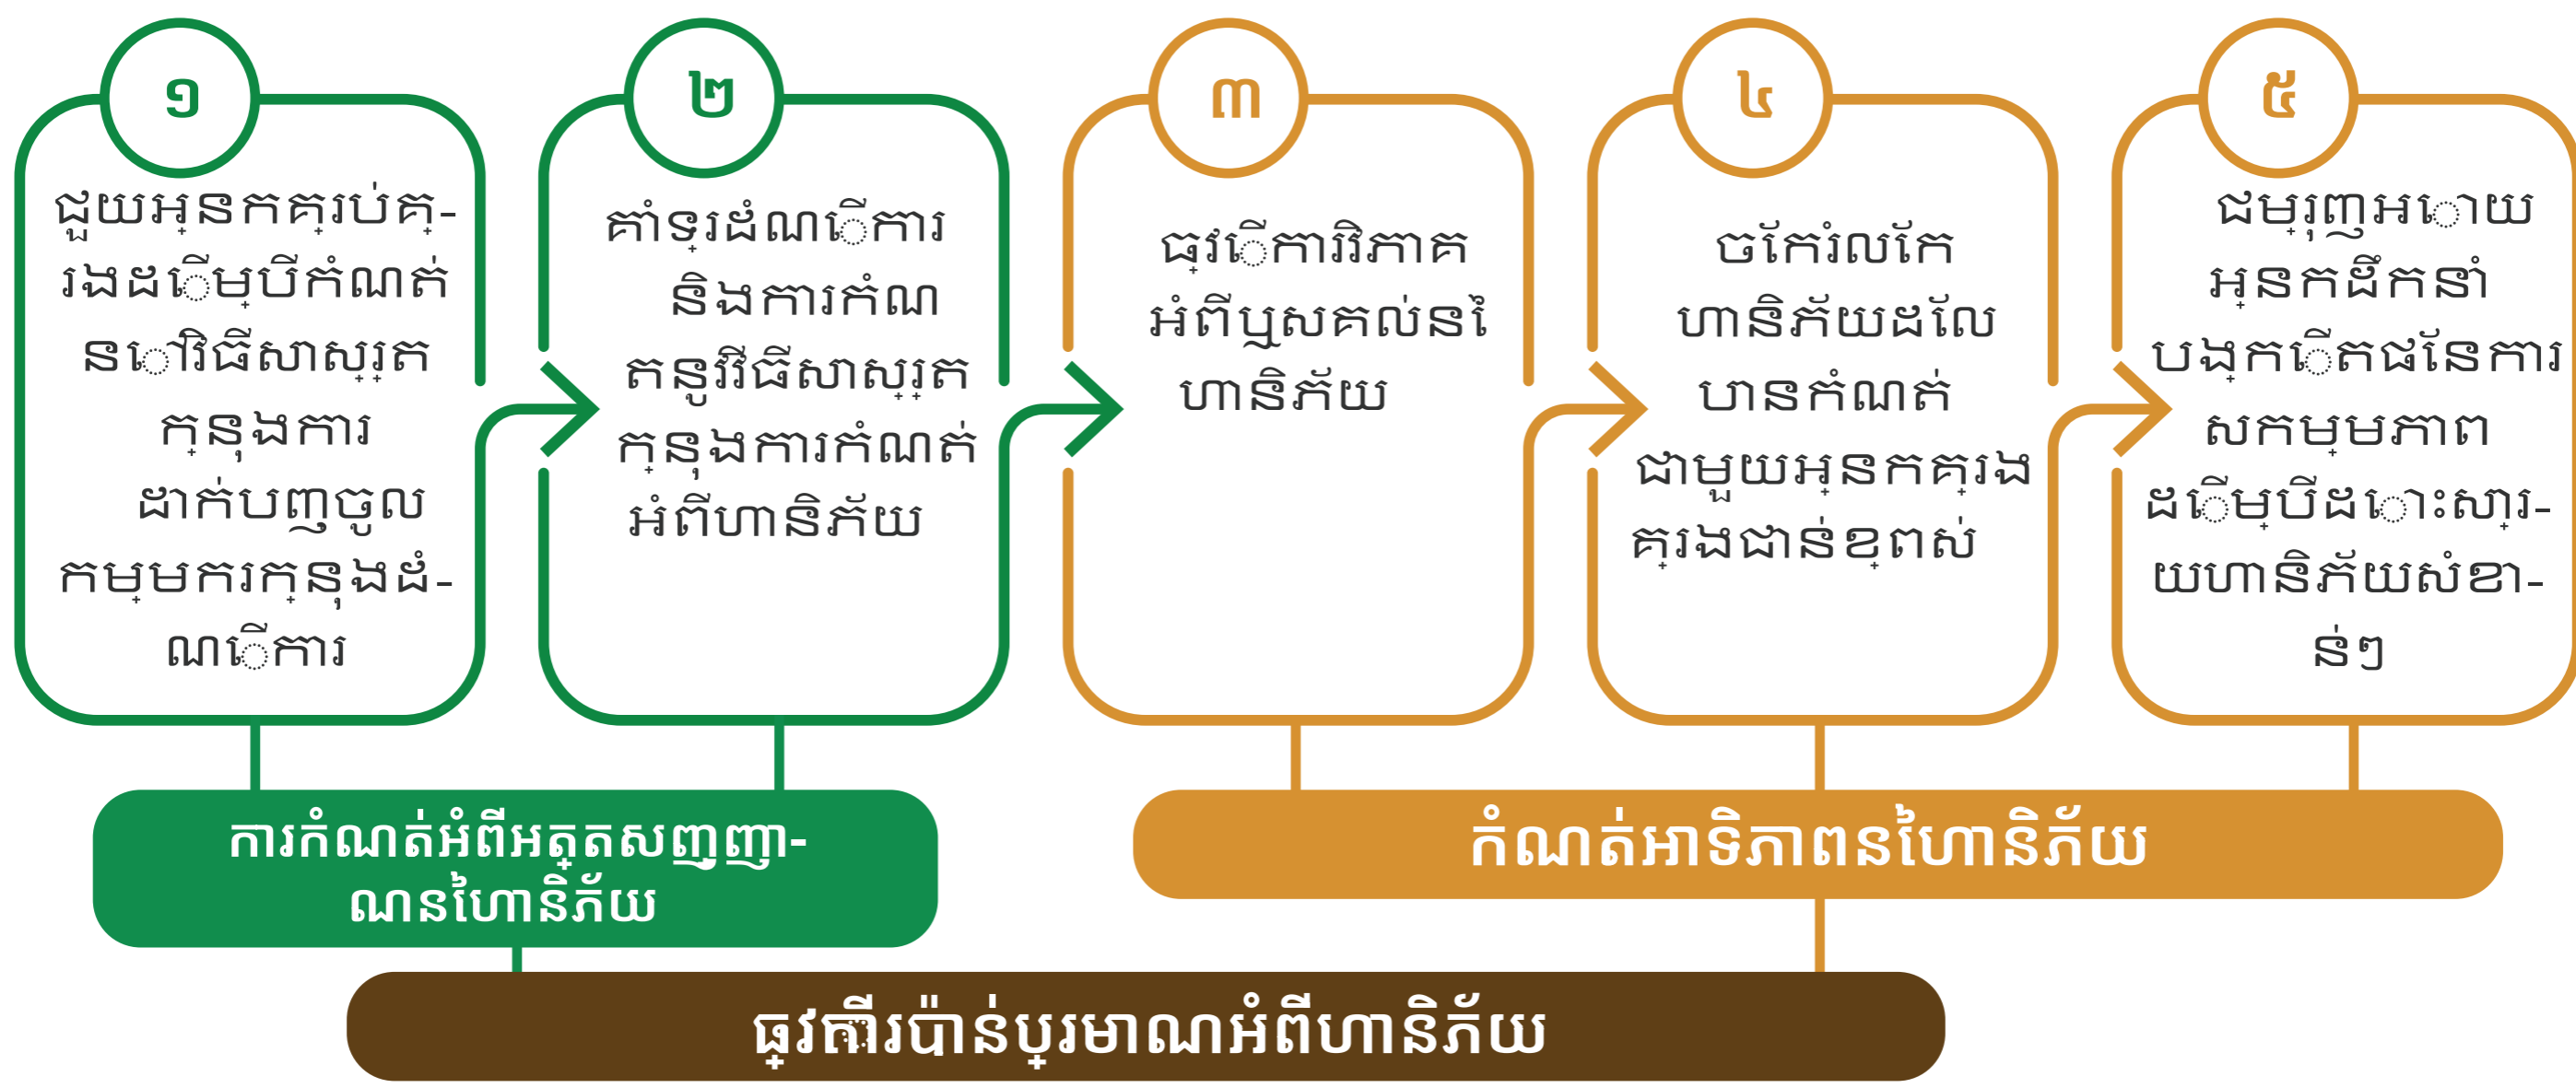 ១
ជួយអ្នកគ្រប់គ្-
រងដើម្បីកំណត់
នៅវិធីសាស្រ្ត
ក្នុងការ
ដាក់បញ្ចូល
កម្មករក្នុងដំ-
ណើការ
២
គាំទ្រដំណើការ
និងការកំណ
តនូវវីធីសាស្រ្ត
ក្នុងការកំណត់
អំពីហានិភ័យ
៣
ធ្វើការវិភាគ
អំពីឬសគល់នៃ
ហានិភ័យ
៤
ចែករំលែក
ហានិភ័យដែល
បានកំណត់
ជាមួយអ្នកគ្រង
គ្រងជាន់ខ្ពស់
៥
ជម្រុញអោយ
អ្នកដឹកនាំ
បង្កើតផែនការ
សកម្មភាព
ដើម្បីដោះស្រា-
យហានិភ័យសំខា-
ន់ៗ
ការកំណត់អំពីអត្តសញ្ញា-
ណនៃហានិភ័យ
កំណត់អាទិភាពនៃហានិភ័យ
ធ្វើការប៉ាន់ប្រមាណអំពីហានិភ័យ